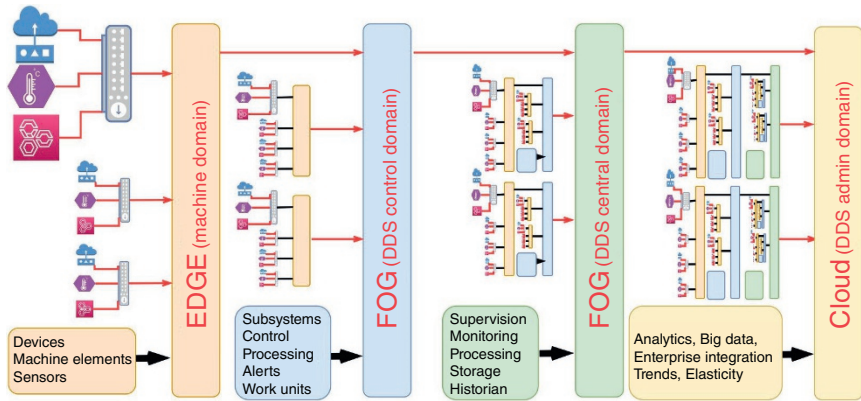 °C
EDGE (machine domain)
FOG (DDS control domain)
FOG (DDS central domain)
Cloud (DDS admin domain)
Devices
Machine elements
Sensors
Subsystems
Control
Processing
Alerts
Work units
Supervision
Monitoring
Processing
Storage
Historian
Analytics, Big data,
Enterprise integration
Trends, Elasticity